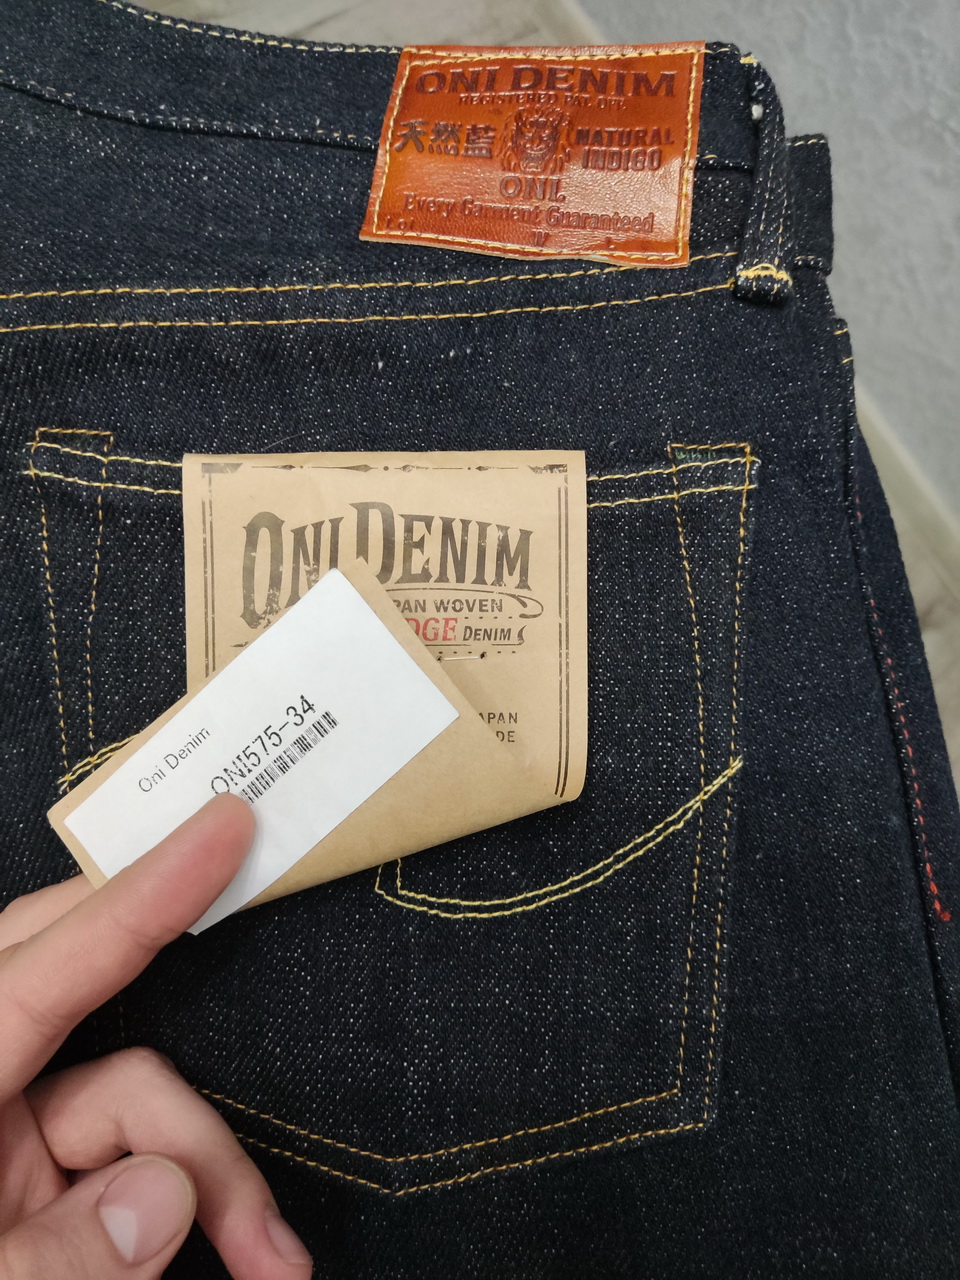 ONI DENIM
REGISTERED PAT. OFF.
天然藍 NATURAL
INDIGO
ONI.
Every Garment Guaranteed
Lot W L
ONI DENIM
PAN WOVEN
DGE DENIM
APAN
DE
Oni Denim
ONI575-34